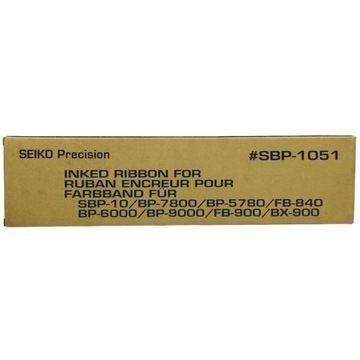 SEIKO Precision #SBP-1051
INKED RIBBON FOR
RUBAN ENCREUR POUR
FARBBAND FÜR
SBP-10/BP-7800/BP-5780/FB-840
BP-6000/BP-9000/FB-900/BX-900